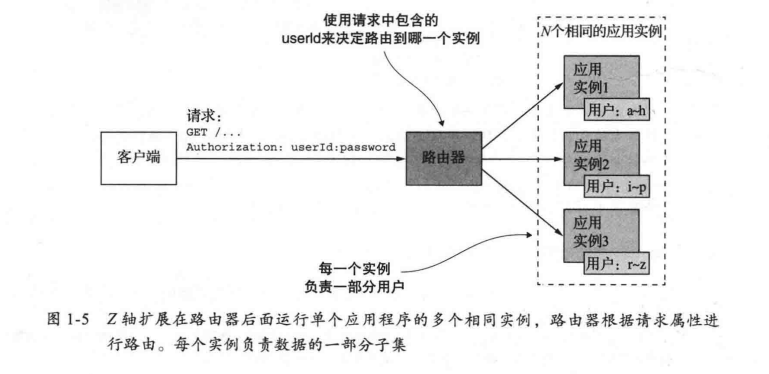 使用请求中包含的
userId来决定路由到哪一个实例
N个相同的应用实例
应用
实例1
用户：a~h
请求：
GET /...
Authorization: userId:password
客户端
路由器
应用
实例2
用户：i~p
应用
实例3
用户：r~z
每一个实例
负责一部分用户
图 1-5 Z 轴扩展在路由器后面运行单个应用程序的多个相同实例，路由器根据请求属性进
行路由。每个实例负责数据的一部分子集